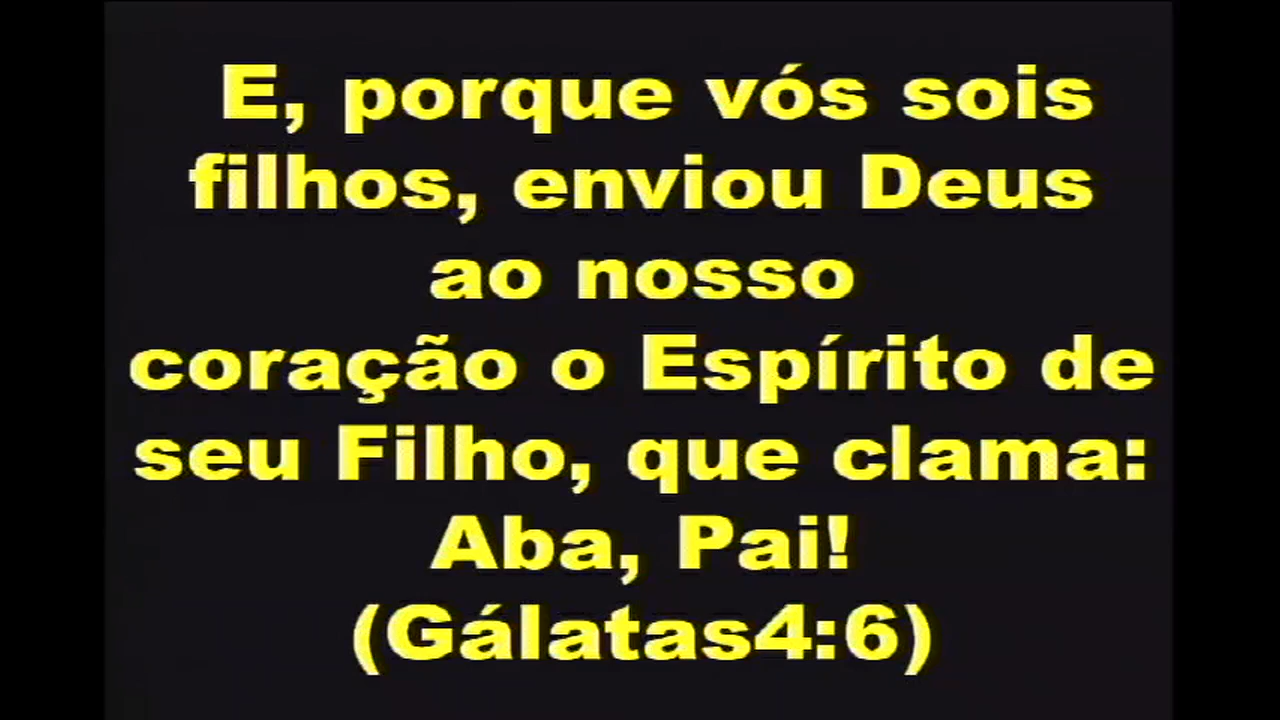 E, porque vós sois
filhos, enviou Deus
ao nosso
coração o Espírito de
seu Filho, que clama:
Aba, Pai!
(Gálatas4:6)